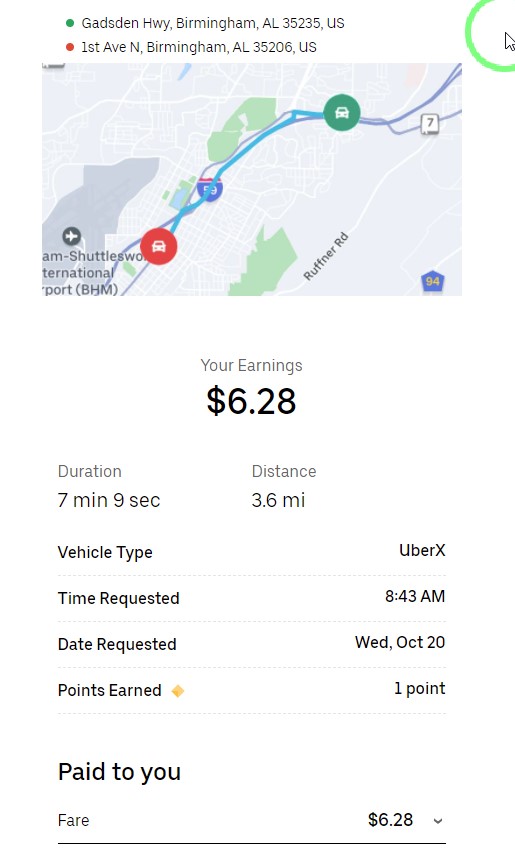 Gadsden Hwy, Birmingham, AL 35235, US
1st Ave N, Birmingham, AL 35206, US
7
59
am-Shuttleswo
ternational
rport (BHM)
Ruffner Rd
94
Your Earnings
$6.28
Duration Distance
7 min 9 sec 3.6 mi
Vehicle Type UberX
Time Requested 8:43 AM
Date Requested Wed, Oct 20
Points Earned 1 point
Paid to you
Fare $6.28